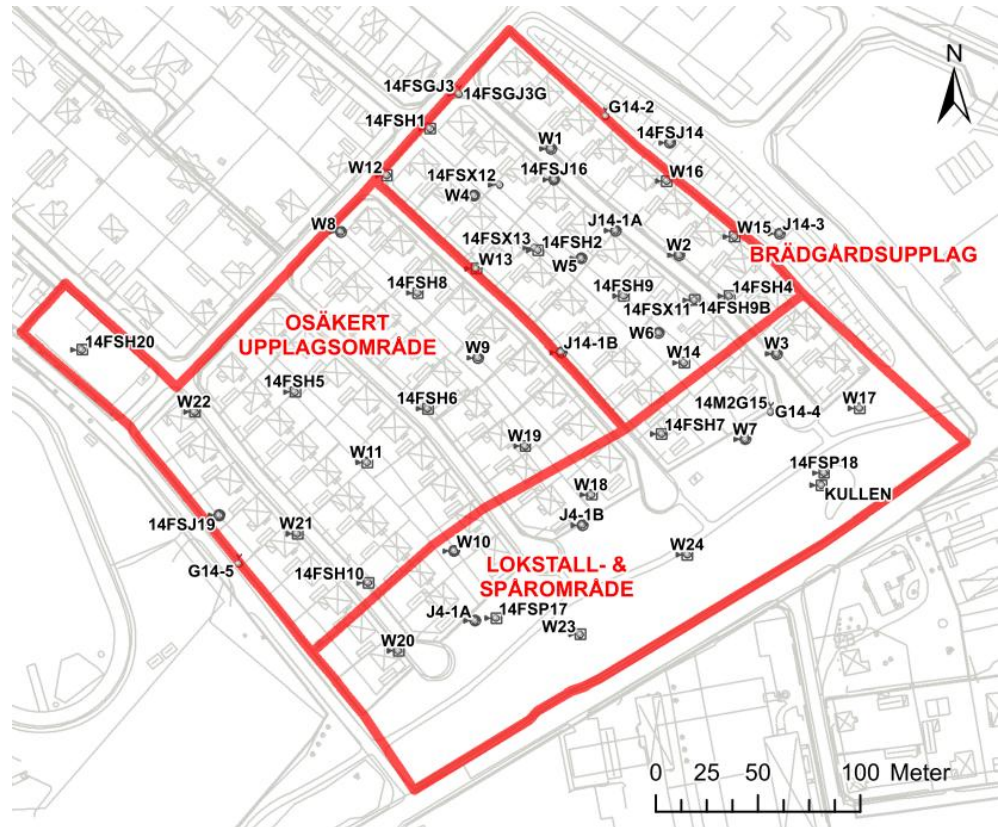 N
14FSGJ3
14FSGJ3G
G14-2
14FSH1
W1
14FSJ14
W12
14FSX12
14FSJ16
W16
W4
W8
J14-1A
W15
J14-3
14FSX13
14FSH2
W2
BRÄDGÅRDSUPPLAG
W13
W5
14FSH8
14FSH9
14FSH4
14FSX11
14FSH9B
OSÄKERT
UPPLAGSOMRÅDE
W6
14FSH20
W9
J14-1B
W14
W3
14FSH5
W22
14FSH6
14M2G15
G14-4
W17
14FSH7
W7
W19
W11
14FSP18
KULLEN
W18
14FSJ19
J4-1B
W21
W10
W24
G14-5
LOKSTALL- &
SPÅROMRÅDE
14FSH10
J4-1A
14FSP17
W23
W20
0 25 50 100 Meter